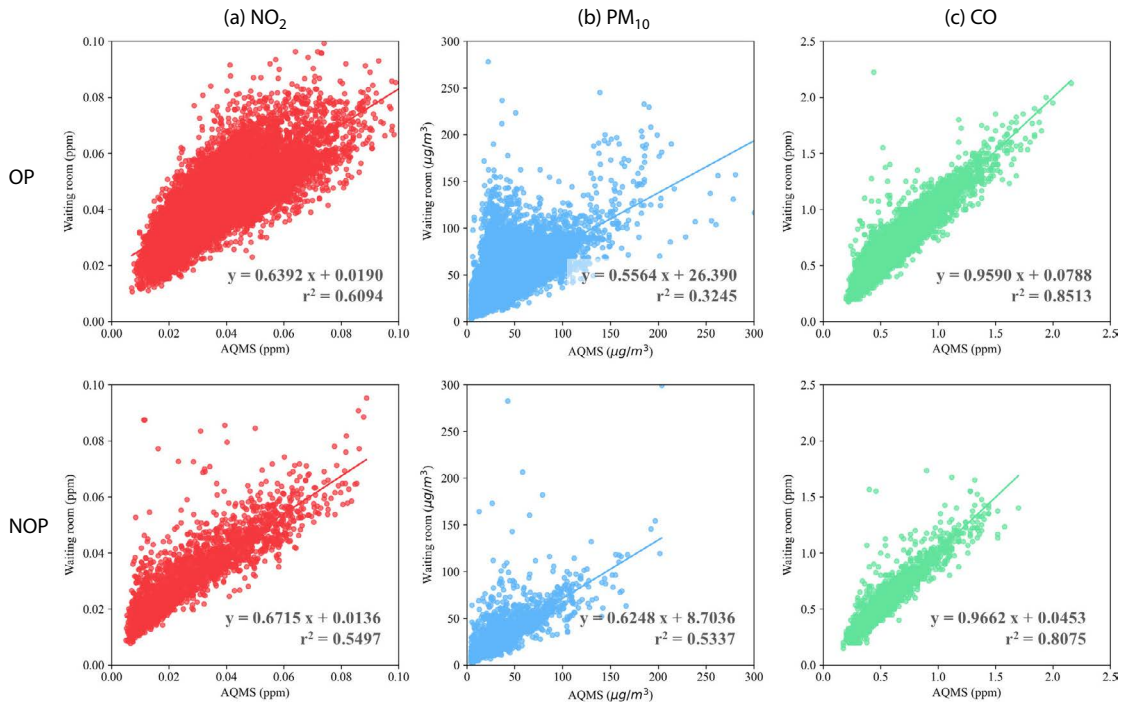 (a) NO₂
(b) PM₁₀
(c) CO
OP
0.10
0.08
0.06
0.04
0.02
0.00
Waiting room (ppm)
y = 0.6392 x + 0.0190
r² = 0.6094
0.00 0.02 0.04 0.06 0.08 0.10
AQMS (ppm)
300
250
200
150
100
50
0
Waiting room (μg/m³)
y = 0.5564 x + 26.390
r² = 0.3245
0 50 100 150 200 250 300
AQMS (μg/m³)
2.5
2.0
1.5
1.0
0.5
0.0
Waiting room (ppm)
y = 0.9590 x + 0.0788
r² = 0.8513
0.0 0.5 1.0 1.5 2.0 2.5
AQMS (ppm)
NOP
0.10
0.08
0.06
0.04
0.02
0.00
Waiting room (ppm)
y = 0.6715 x + 0.0136
r² = 0.5497
0.00 0.02 0.04 0.06 0.08 0.10
AQMS (ppm)
300
250
200
150
100
50
0
Waiting room (μg/m³)
y = 0.6248 x + 8.7036
r² = 0.5337
0 50 100 150 200 250 300
AQMS (μg/m³)
2.5
2.0
1.5
1.0
0.5
0.0
Waiting room (ppm)
y = 0.9662 x + 0.0453
r² = 0.8075
0.0 0.5 1.0 1.5 2.0 2.5
AQMS (ppm)